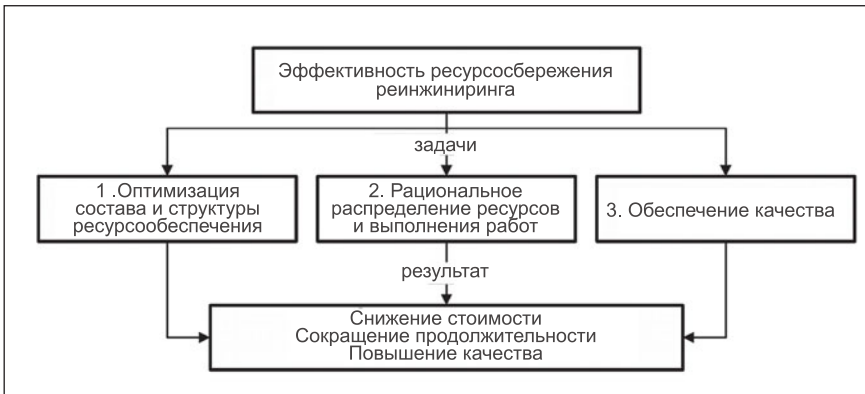 Эффективность ресурсосбережения
реинжиниринга
задачи
1 .Оптимизация
состава и структуры
ресурсообеспечения
2. Рациональное
распределение ресурсов
и выполнения работ
3. Обеспечение качества
результат
Снижение стоимости
Сокращение продолжительности
Повышение качества